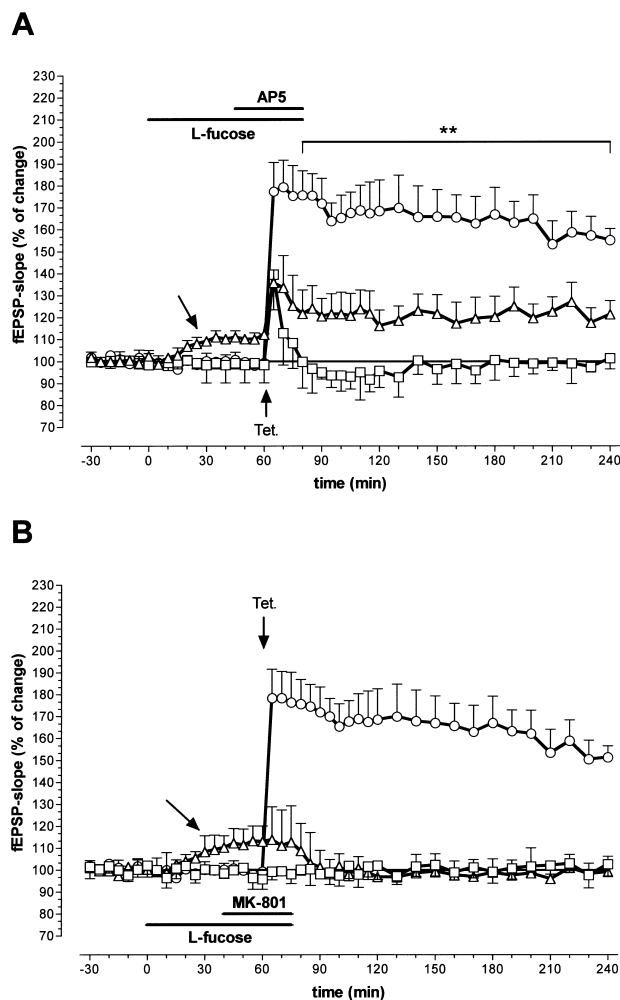 A
230
220
210
200
190
180
170
160
150
140
130
120
110
100
90
80
70
fEPSP-slope (% of change)
AP5
L-fucose
**
Tet.
-30 0 30 60 90 120 150 180 210 240
time (min)
B
230
220
210
200
190
180
170
160
150
140
130
120
110
100
90
80
70
fEPSP-slope (% of change)
Tet.
MK-801
L-fucose
-30 0 30 60 90 120 150 180 210 240
time (min)